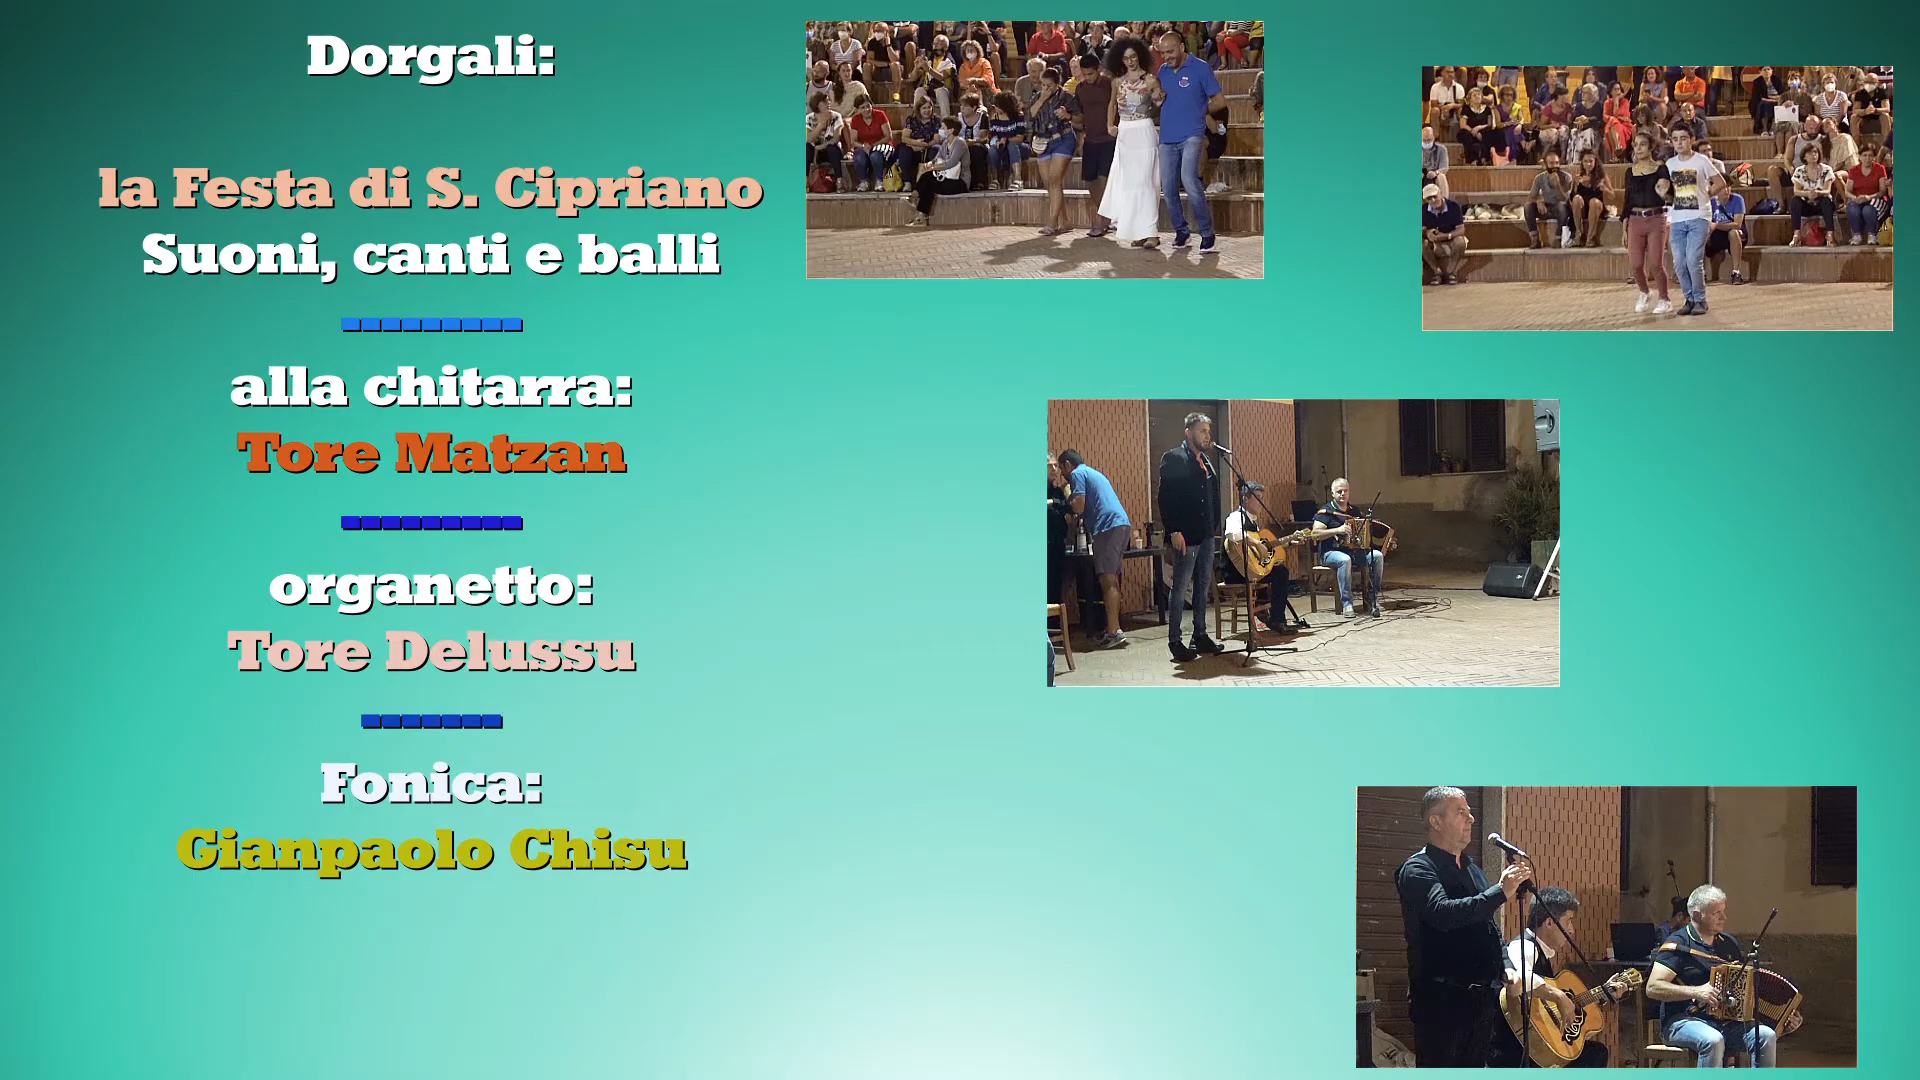 Dorgali:
la Festa di S. Cipriano
Suoni, canti e balli
---------
alla chitarra:
Tore Matzan
---------
organetto:
Tore Delussu
-------
Fonica:
Gianpaolo Chisu